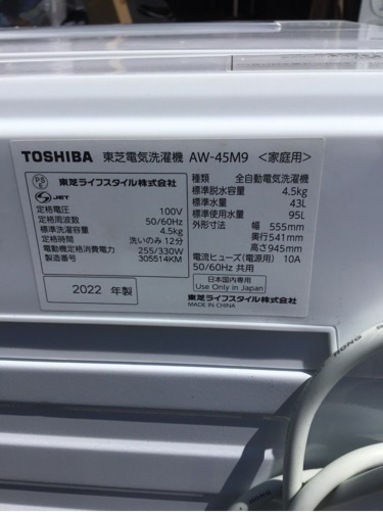 TOSHIBA 東芝電気洗濯機 AW-45M9 <家庭用>
PS E
東芝ライフスタイル株式会社
JET
定格電圧 100V
定格周波数 50/60Hz
標準洗濯容量 4.5kg
定格時間 洗いのみ 12分
電動機定格消費電力 255/330W
製造番号 305514KM
2022 年製
種類 全自動電気洗濯機
標準脱水容量 4.5kg
標準水量 43L
標準使用水量 95L
外形寸法 幅 555mm
奥行541mm
高さ945mm
電流ヒューズ(電源用) 10A
50/60Hz 共用
日本国内専用
Use Only in Japan
東芝ライフスタイル株式会社
MADE IN CHINA